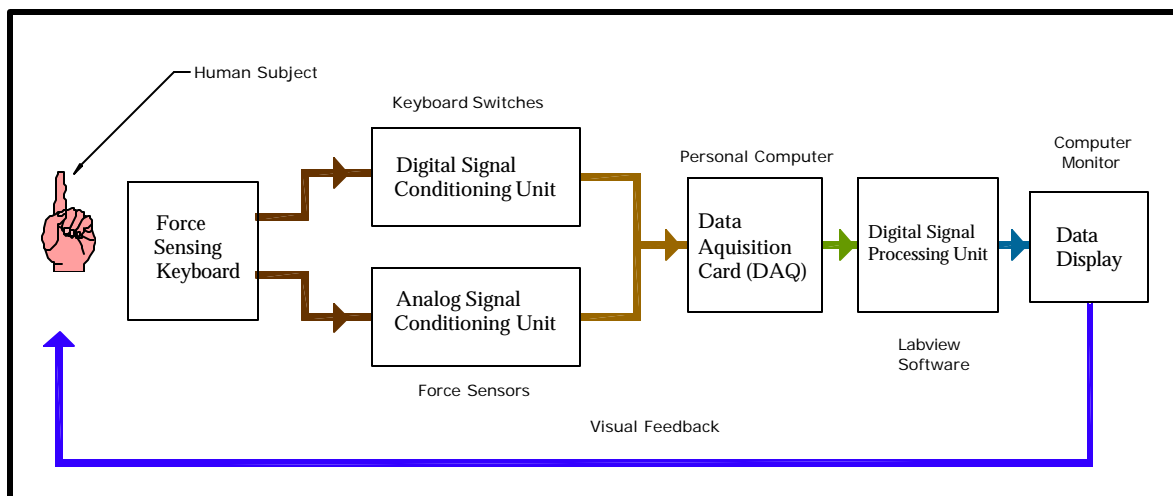 Human Subject
Keyboard Switches
Digital Signal
Conditioning Unit
Force
Sensing
Keyboard
Analog Signal
Conditioning Unit
Force Sensors
Personal Computer
Data
Aquisition
Card (DAQ)
Digital Signal
Processing Unit
Labview
Software
Computer
Monitor
Data
Display
Visual Feedback